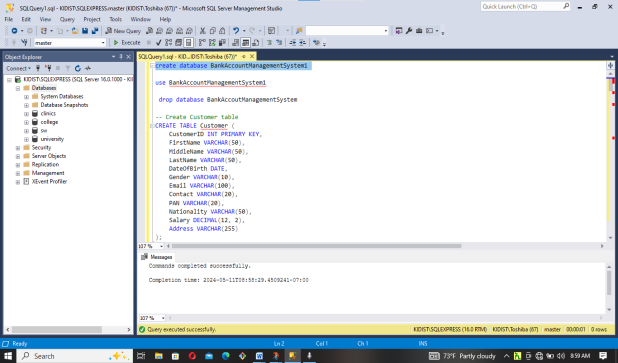 SQLQuery1.sql - KIDIST\SQLEXPRESS.master (KIDIST\Toshiba (67))* - Microsoft SQL Server Management Studio
Quick Launch (Ctrl+Q)
File Edit View Query Project Tools Window Help
New Query
master
Execute
Object Explorer
SQLQuery1.sql - KID...IST\Toshiba (67))*
Connect
KIDIST\SQLEXPRESS (SQL Server 16.0.1000 - KI
Databases
System Databases
Database Snapshots
clinics
college
sw
university
Security
Server Objects
Replication
Management
XEvent Profiler
create database BankAccountManagementSystem1
use BankAccountManagementSystem1
drop database BankAccoutManagementSystem
-- Create Customer table
CREATE TABLE Customer (
CustomerID INT PRIMARY KEY,
FirstName VARCHAR(50),
MiddleName VARCHAR(50),
LastName VARCHAR(50),
DateOfBirth DATE,
Gender VARCHAR(10),
Email VARCHAR(100),
Contact VARCHAR(20),
PAN VARCHAR(20),
Nationality VARCHAR(50),
Salary DECIMAL(12, 2),
Address VARCHAR(255)
);
107 %
Messages
Commands completed successfully.
Completion time: 2024-05-11T08:58:29.4509241-07:00
107 %
Query executed successfully.
KIDIST\SQLEXPRESS (16.0 RTM) KIDIST\Toshiba (67) master 00:00:01 0 rows
Ready
Ln 2 Col 1 Ch 1 INS
Search
73°F Partly cloudy
8:59 AM